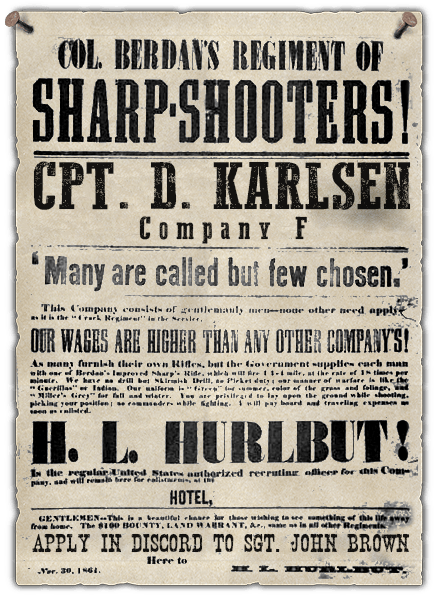 COL. BERDAN'S REGIMENT OF
SHARP-SHOOTERS!
CPT. D. KARLSEN
Company F
'Many are called but few chosen.'
This Company consists of gentlemanly men—none other need apply,
as it is the "Crack Regiment" in the Service.
OUR WAGES ARE HIGHER THAN ANY OTHER COMPANY'S!
As many furnish their own Rifles, but the Government supplies each man
with one of Berdan's Improved Sharp's Rifle, which will fire 1 1-4 mile, at the rate of 18 times per
minute. We have no drill but Skirmish Drill, no Picket duty; our manner of warfare is like the
"Guerillas" or Indian. Our uniform is "Green" for summer, color of the grass and foliage, and
"Miller's Grey" for fall and winter. You are privileged to lay upon the ground while shooting,
picking your position; no commanders while fighting. I will pay board and traveling expenses as
soon as enlisted.
H. L. HURLBUT!
Is the regular United States authorized recruting officer for this Com-
pany, and will remain here for enlistments, at the
HOTEL,
GENTLEMEN--This is a beautiful chance for those wishing to see something of this life away
from home. The $100 BOUNTY, LAND WARRANT, &c., same as in all other Regiments.
APPLY IN DISCORD TO SGT. JOHN BROWN
Here to
Nov. 30, 1861. H. L. HURLBUT.